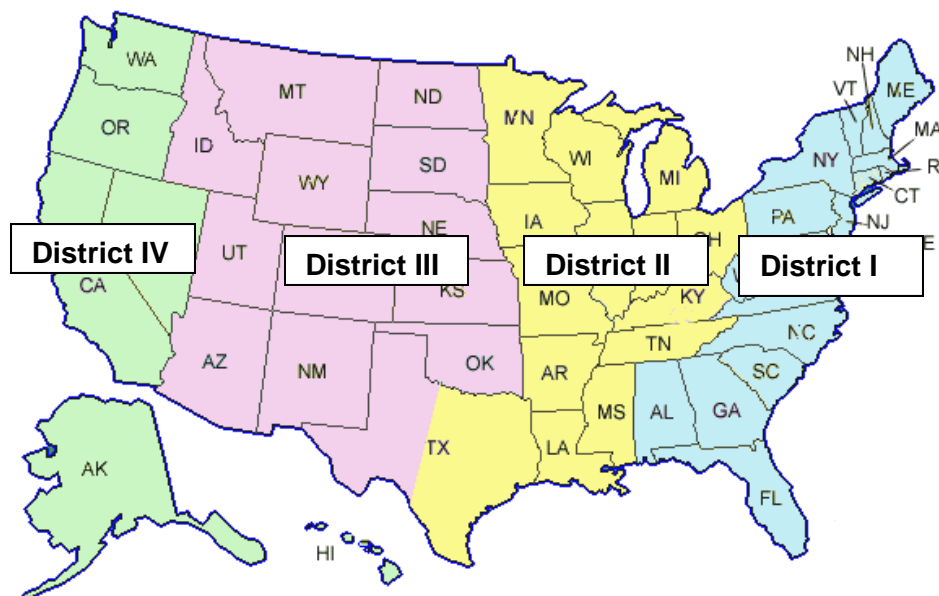 NH
WA
MT
ND
MN
VT
ME
OR
ID
SD
WI
MI
NY
MA
R
WY
CT
IA
PA
NE
NJ
UT
District IV
District III
District II
District I
E
CA
KS
MO
KY
NC
TN
AZ
NM
OK
AR
SC
MS
AL
GA
TX
LA
AK
FL
HI